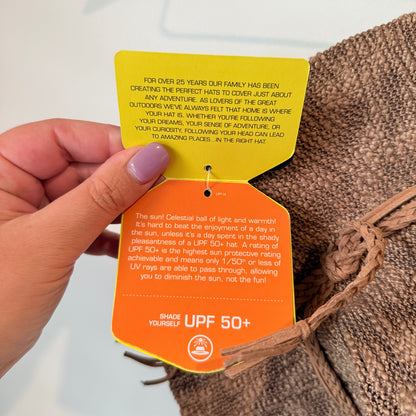 FOR OVER 25 YEARS OUR FAMILY HAS BEEN
CREATING THE PERFECT HATS TO COVER JUST ABOUT
ANY ADVENTURE. AS LOVERS OF THE GREAT
OUTDOORS WE'VE ALWAYS FELT THAT HOME IS WHERE
YOUR HAT IS. WHETHER YOU'RE FOLLOWING
YOUR DREAMS, YOUR SENSE OF ADVENTURE, OR
YOUR CURIOSITY, FOLLOWING YOUR HEAD CAN LEAD
TO AMAZING PLACES...IN THE RIGHT HAT.
The sun! Celestial ball of light and warmth!
It's hard to beat the enjoyment of a day in
the sun, unless it's a day spent in the shady
pleasantness of a UPF 50+ hat. A rating of
UPF 50+ is the highest sun protective rating
achievable and means only 1/50th or less of
UV rays are able to pass through, allowing
you to diminish the sun, not the fun!
SHADE
YOURSELF UPF 50+